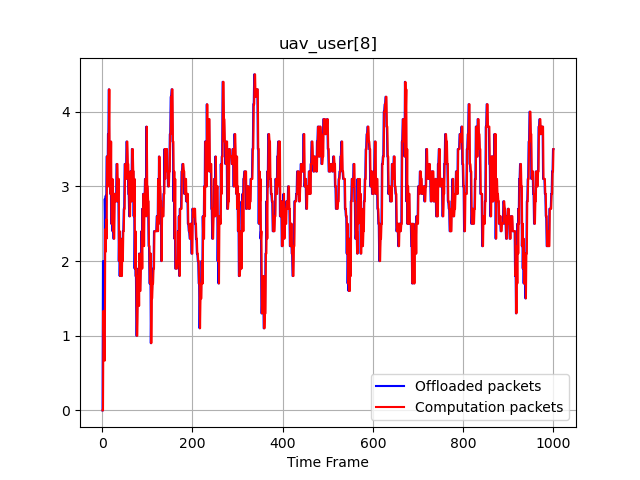 uav_user[8]
4
3
2
1
0
0 200 400 600 800 1000
Time Frame
Offloaded packets
Computation packets